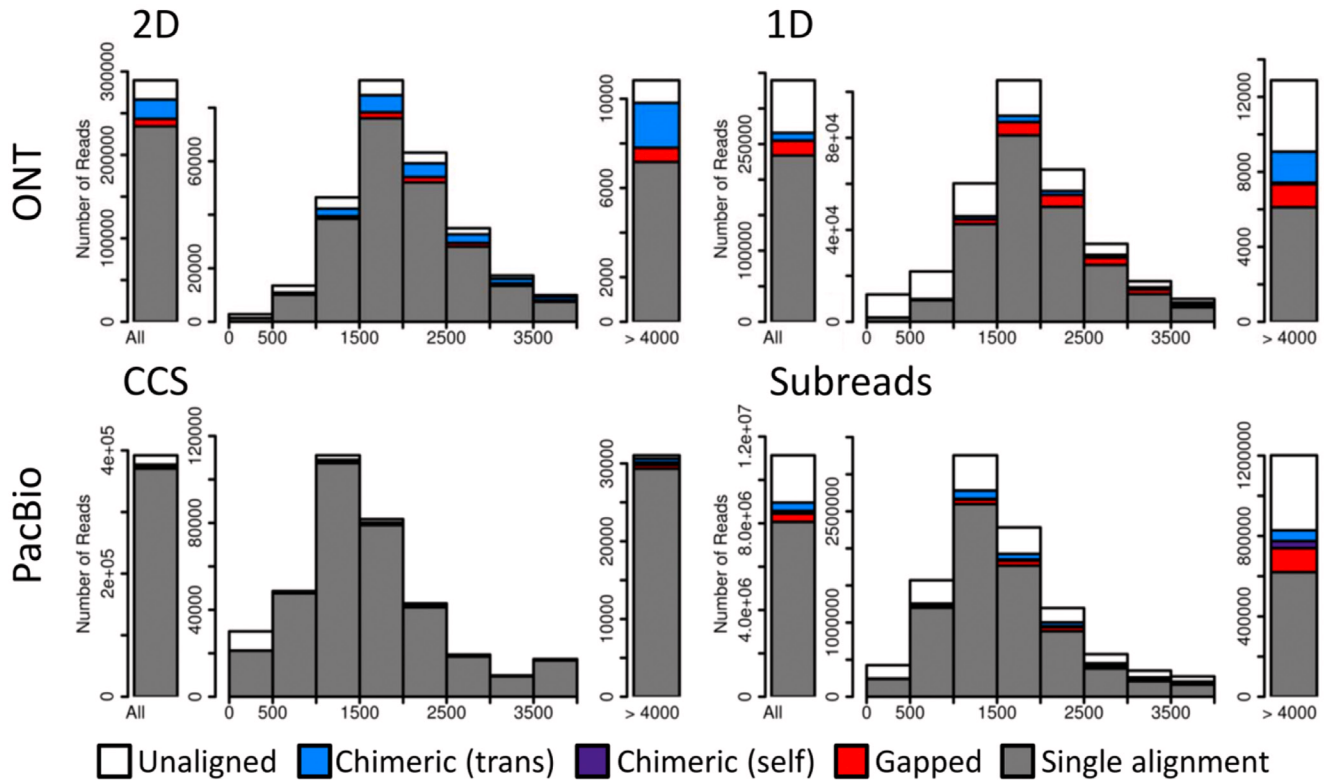 2D
1D
ONT
Number of Reads
0
100000
200000
300000
All
0
20000
60000
0
500
1500
2500
3500
0
2000
6000
10000
> 4000
Number of Reads
0
100000
250000
All
0
4e+04
8e+04
0
500
1500
2500
3500
0
4000
8000
12000
> 4000
CCS
Subreads
PacBio
Number of Reads
0
2e+05
4e+05
All
0
40000
80000
120000
0
500
1500
2500
3500
0
10000
20000
30000
> 4000
Number of Reads
0.0e+00
4.0e+06
8.0e+06
1.2e+07
All
0
1000000
2500000
0
500
1500
2500
3500
0
400000
800000
1200000
> 4000
Unaligned
Chimeric (trans)
Chimeric (self)
Gapped
Single alignment